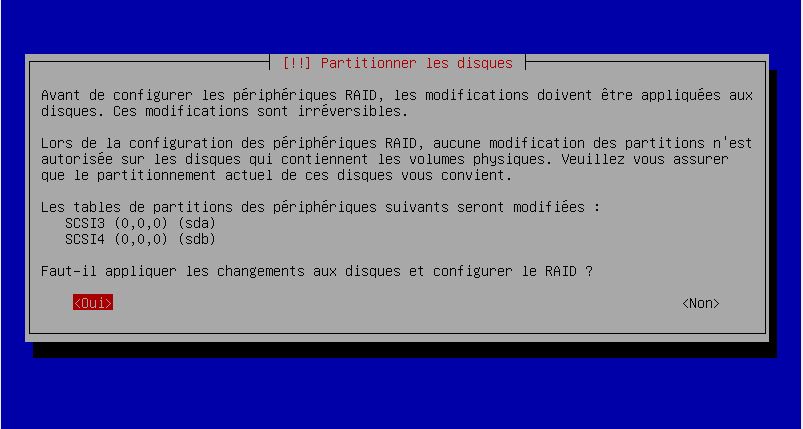 [!!] Partitionner les disques
Avant de configurer les périphériques RAID, les modifications doivent être appliquées aux
disques. Ces modifications sont irréversibles.
Lors de la configuration des périphériques RAID, aucune modification des partitions n'est
autorisée sur les disques qui contiennent les volumes physiques. Veuillez vous assurer
que le partitionnement actuel de ces disques vous convient.
Les tables de partitions des périphériques suivants seront modifiées :
SCSI3 (0,0,0) (sda)
SCSI4 (0,0,0) (sdb)
Faut-il appliquer les changements aux disques et configurer le RAID ?
<Oui> <Non>